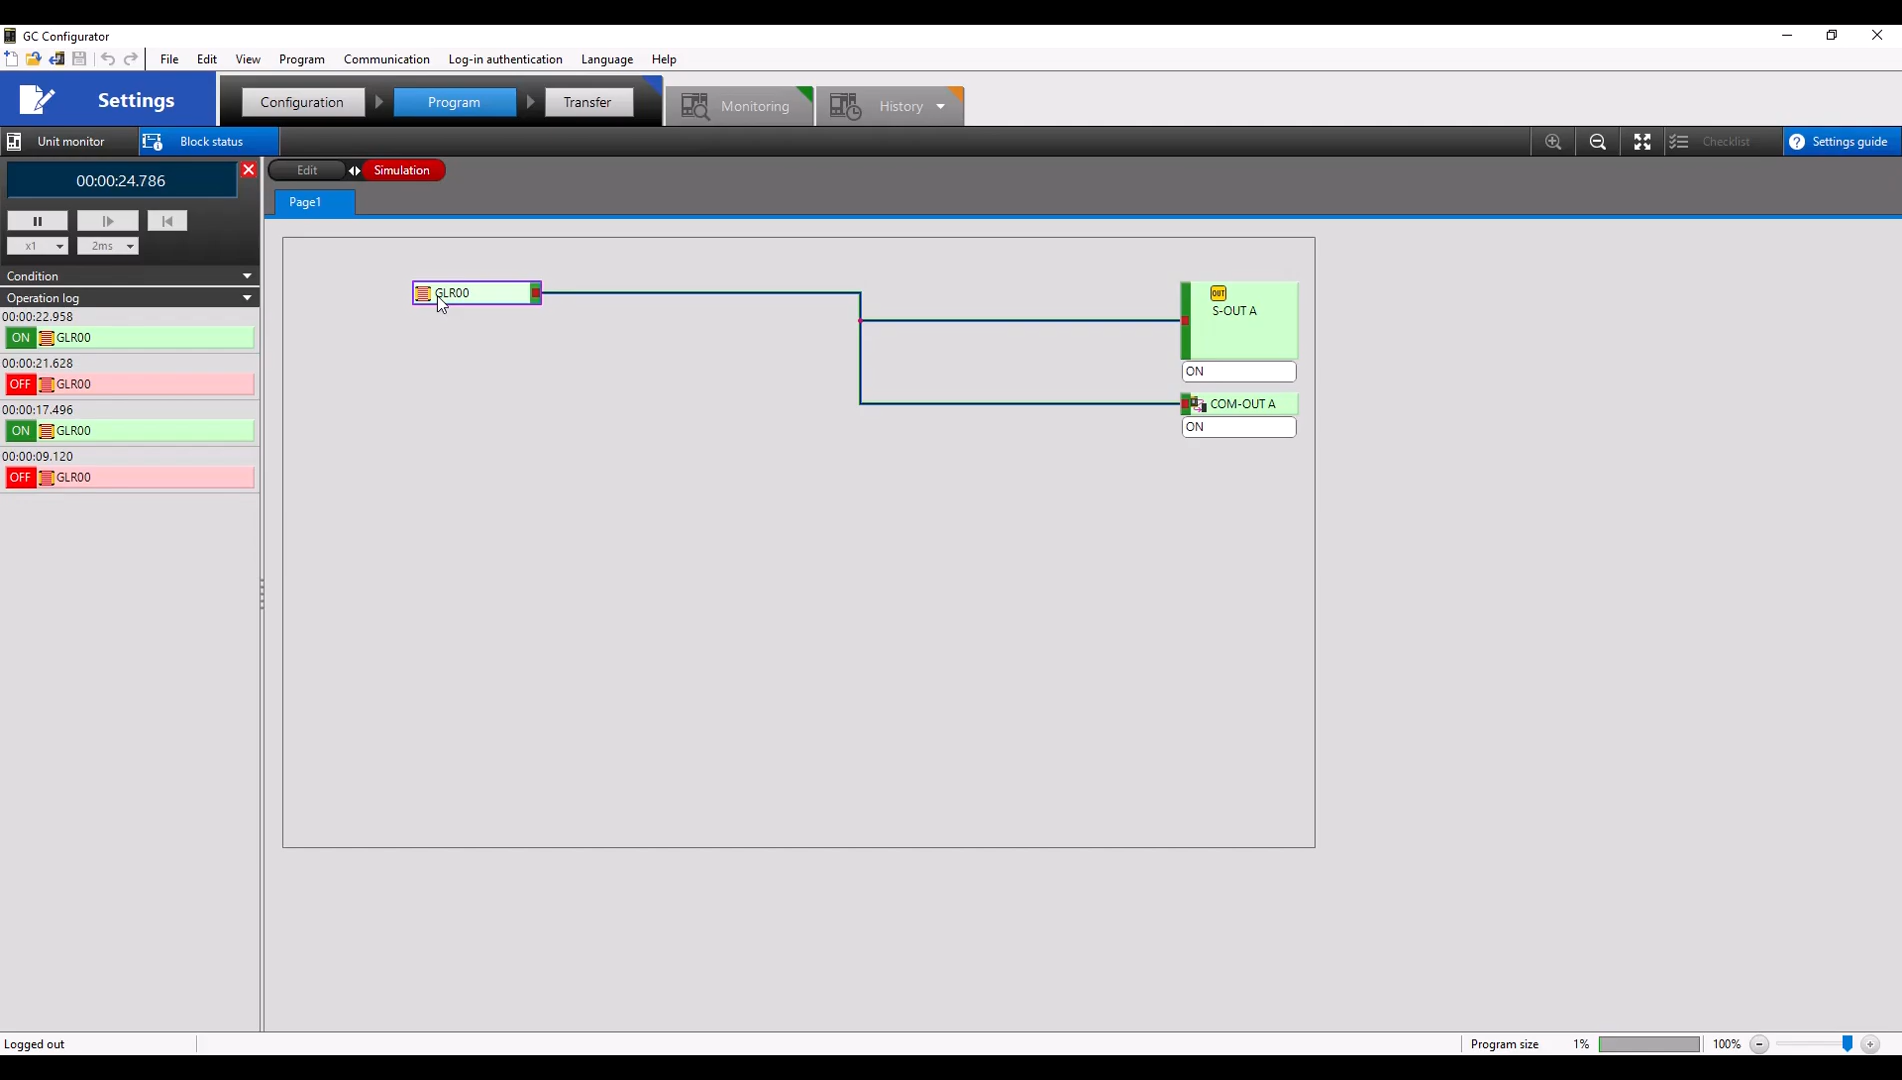 GC Configurator
File Edit View Program Communication Log-in authentication Language Help
Settings Configuration Program Transfer Monitoring History
Unit monitor Block status Checklist Settings guide
00:00:24.786
Edit Simulation
Page1
x1 2ms
Condition
Operation log
00:00:22.958
ON GLR00
00:00:21.628
OFF GLR00
00:00:17.496
ON GLR00
00:00:09.120
OFF GLR00
GLR00
OUT
S-OUT A
ON
COM-OUT A
ON
Logged out Program size 1% 100%